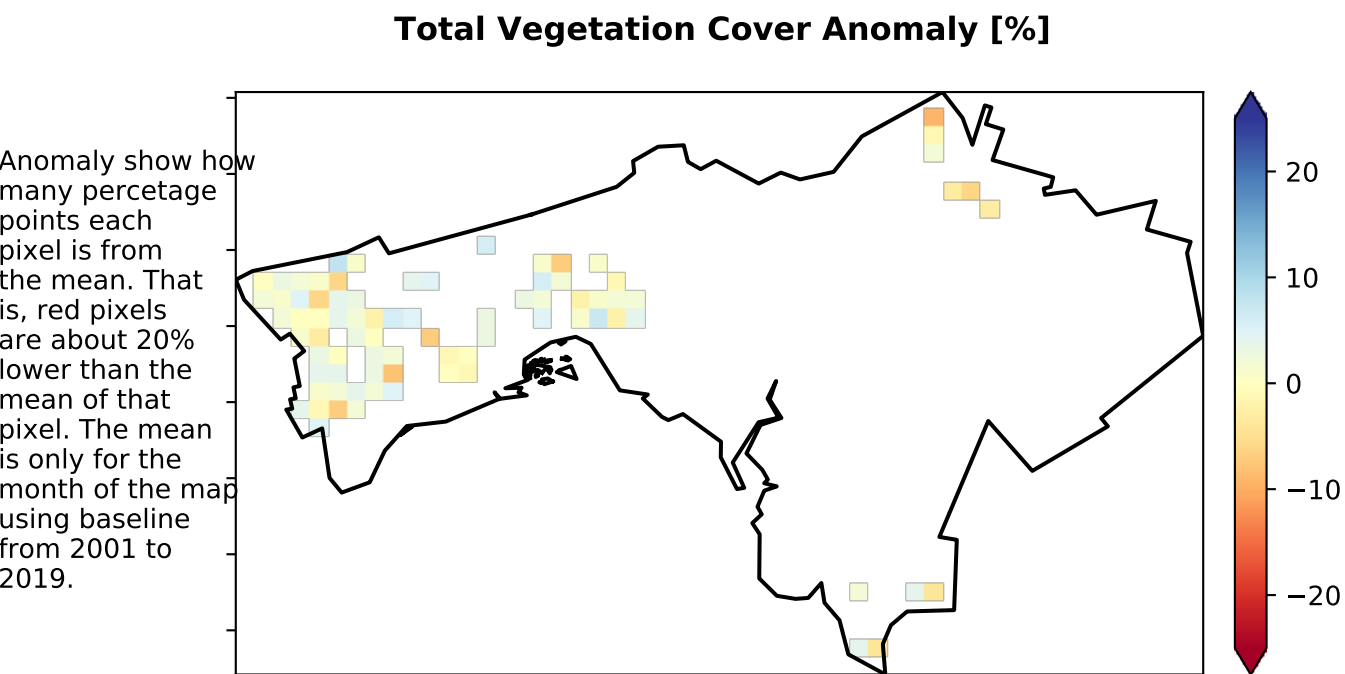 Total Vegetation Cover Anomaly [%]
Anomaly show how
many percetage
points each
pixel is from
the mean. That
is, red pixels
are about 20%
lower than the
mean of that
pixel. The mean
is only for the
month of the map
using baseline
from 2001 to
2019.
20
10
0
−10
−20